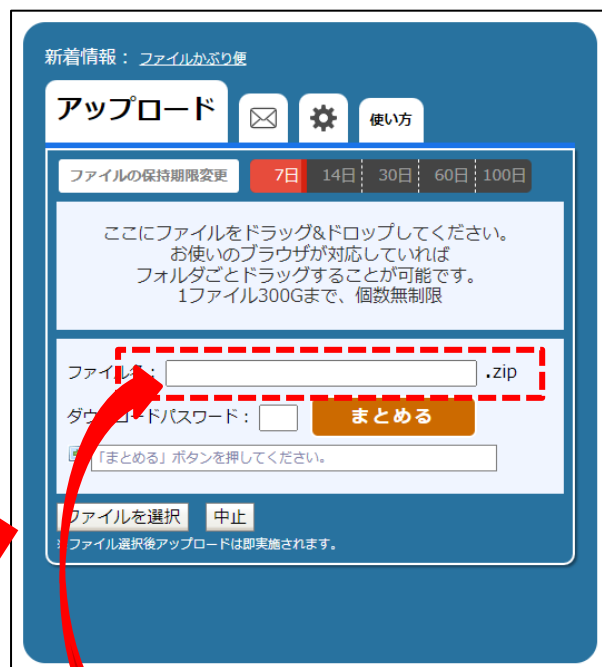 新着情報： ファイルかぶり便
アップロード 使い方
ファイルの保持期限変更 7日 14日 30日 60日 100日
ここにファイルをドラッグ&ドロップしてください。
お使いのブラウザが対応していれば
フォルダごとドラッグすることが可能です。
1ファイル300Gまで、個数無制限
ファイル名： .zip
ダウンロードパスワード： まとめる
「まとめる」ボタンを押してください。
ファイルを選択 中止
※ファイル選択後アップロードは即実施されます。